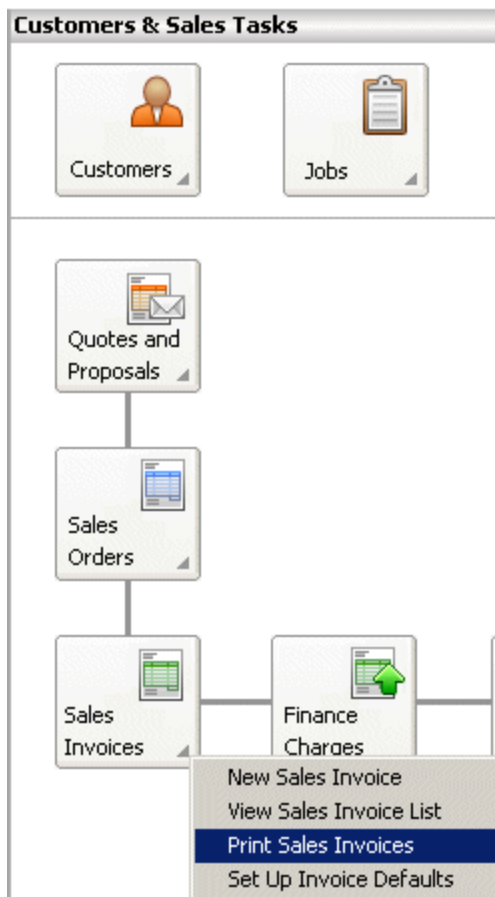 Customers & Sales Tasks
Customers
Jobs
Quotes and
Proposals
Sales
Orders
Sales
Invoices
Finance
Charges
New Sales Invoice
View Sales Invoice List
Print Sales Invoices
Set Up Invoice Defaults